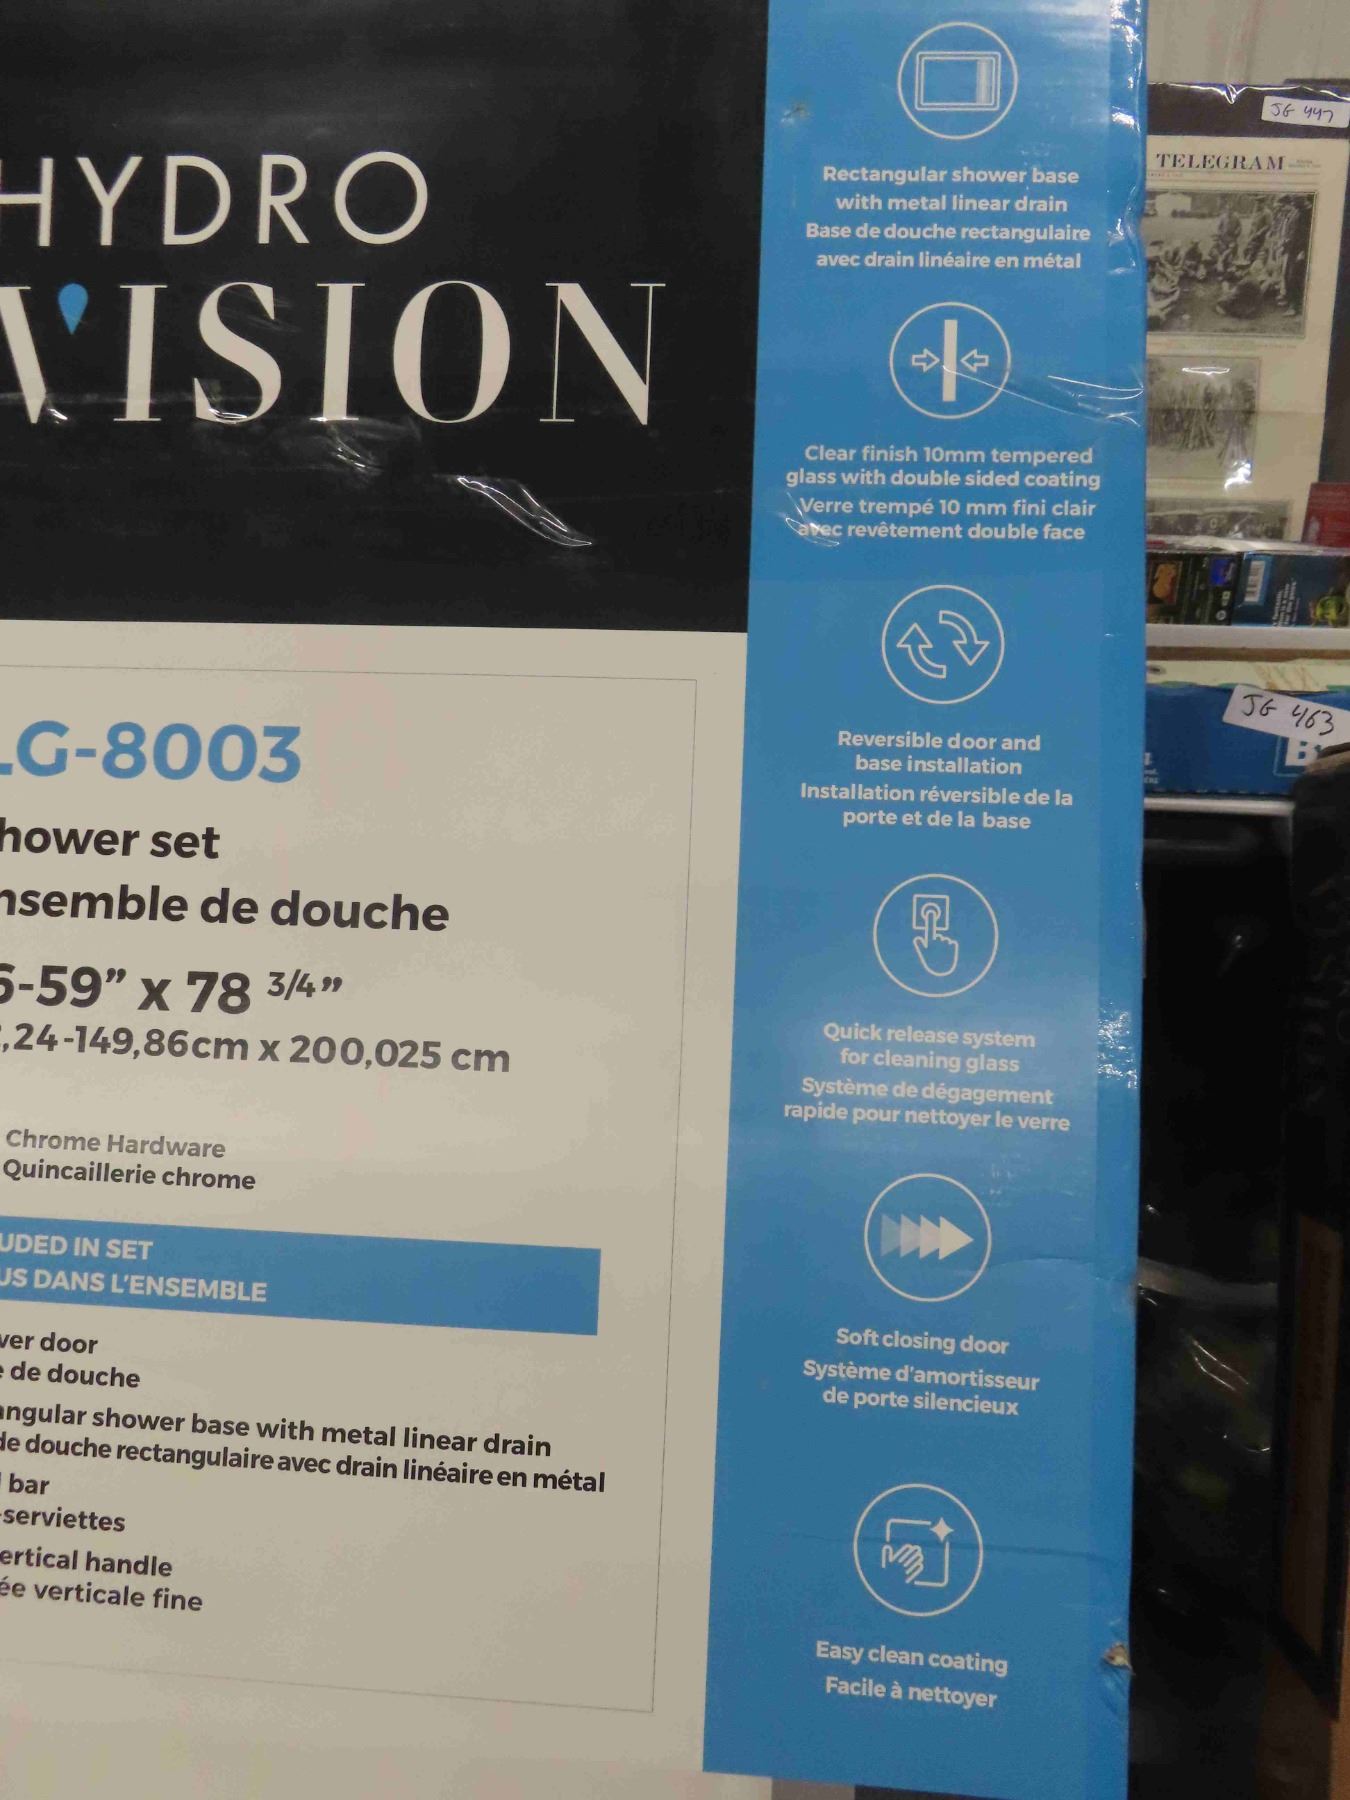 HYDRO
VISION
LG-8003
hower set
nsemble de douche
6-59” x 78 3/4”
2,24-149,86cm x 200,025 cm
Chrome Hardware
Quincaillerie chrome
UDED IN SET
US DANS L'ENSEMBLE
ver door
e de douche
angular shower base with metal linear drain
de douche rectangulaire avec drain linéaire en métal
l bar
-serviettes
ertical handle
ée verticale fine
Rectangular shower base
with metal linear drain
Base de douche rectangulaire
avec drain linéaire en métal
Clear finish 10mm tempered
glass with double sided coating
Verre trempé 10 mm fini clair
avec revêtement double face
Reversible door and
base installation
Installation réversible de la
porte et de la base
Quick release system
for cleaning glass
Système de dégagement
rapide pour nettoyer le verre
Soft closing door
Système d'amortisseur
de porte silencieux
Easy clean coating
Facile à nettoyer
JG 447
TELEGRAM
JG 463
B